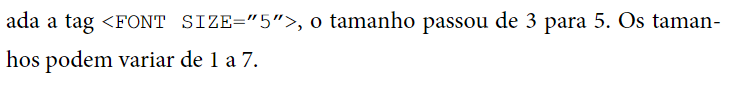 ada a tag <FONT SIZE="5">, o tamanho passou de 3 para 5. Os taman-
hos podem variar de 1 a 7.